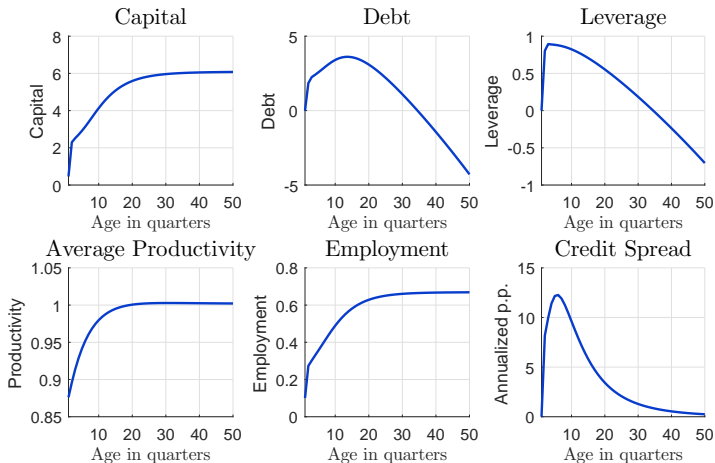 Capital
8
6
4
2
0
Capital
10 20 30 40 50
Age in quarters
Debt
5
0
-5
Debt
10 20 30 40 50
Age in quarters
Leverage
1
0.5
0
-0.5
-1
Leverage
10 20 30 40 50
Age in quarters
Average Productivity
1.05
1
0.95
0.9
0.85
Productivity
10 20 30 40 50
Age in quarters
Employment
0.8
0.6
0.4
0.2
0
Employment
10 20 30 40 50
Age in quarters
Credit Spread
15
10
5
0
Annualized p.p.
10 20 30 40 50
Age in quarters